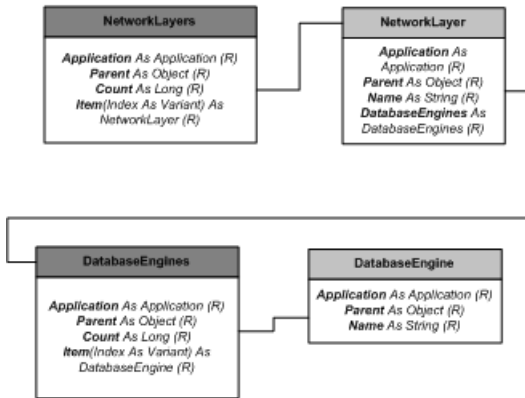 NetworkLayers
Application As Application (R)
Parent As Object (R)
Count As Long (R)
Item(Index As Variant) As
NetworkLayer (R)
NetworkLayer
Application As
Application (R)
Parent As Object (R)
Name As String (R)
DatabaseEngines As
DatabaseEngines (R)
DatabaseEngines
Application As Application (R)
Parent As Object (R)
Count As Long (R)
Item(Index As Variant) As
DatabaseEngine (R)
DatabaseEngine
Application As Application (R)
Parent As Object (R)
Name As String (R)